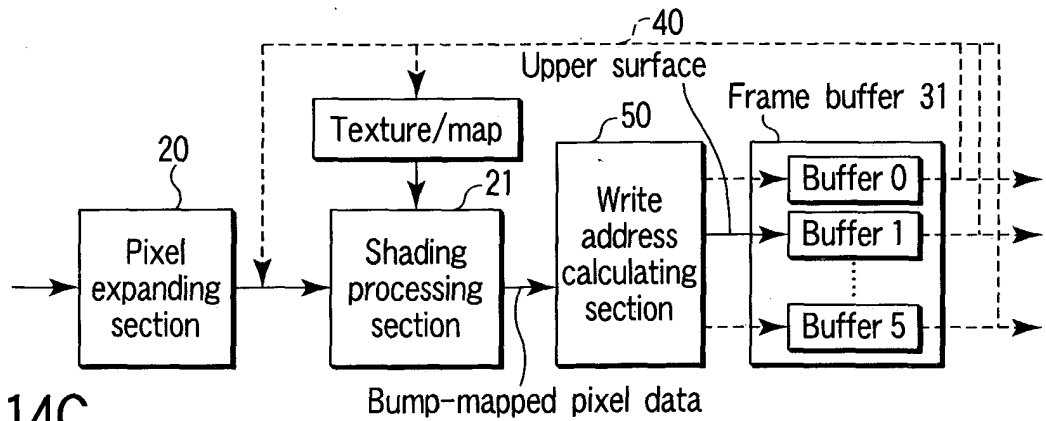 40
Upper surface
Frame buffer 31
Texture/map
50
20
21
Buffer 0
Pixel
expanding
section
Shading
processing
section
Write
address
calculating
section
Buffer 1
Buffer 5
Bump-mapped pixel data
14C